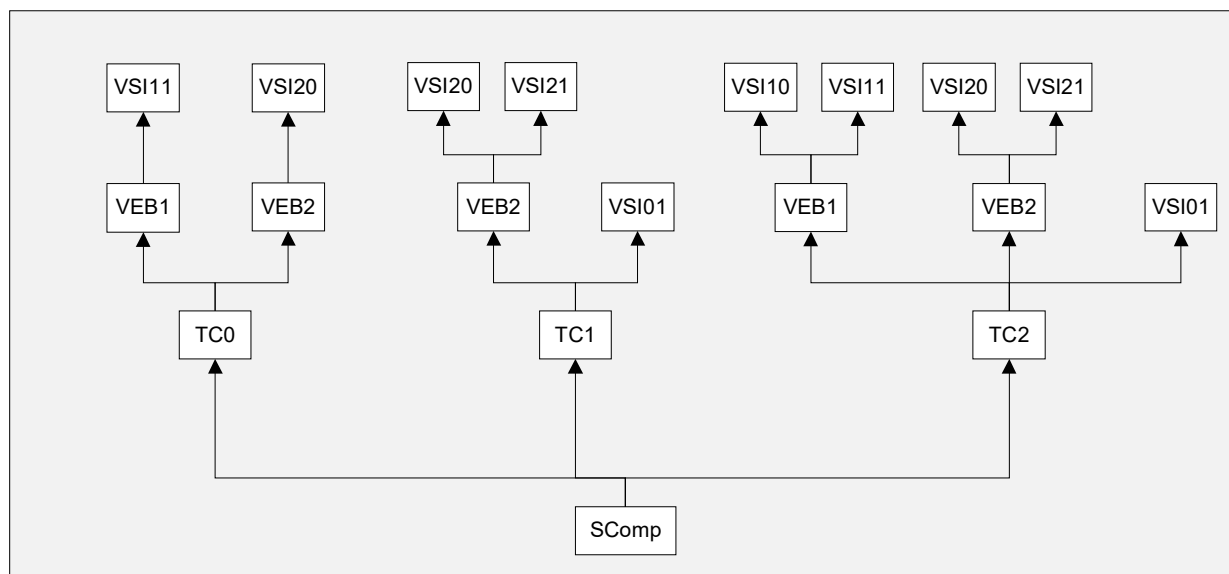 VSI11 VSI20 VSI20 VSI21 VSI10 VSI11 VSI20 VSI21
VEB1 VEB2 VEB2 VSI01 VEB1 VEB2 VSI01
TC0 TC1 TC2
SComp